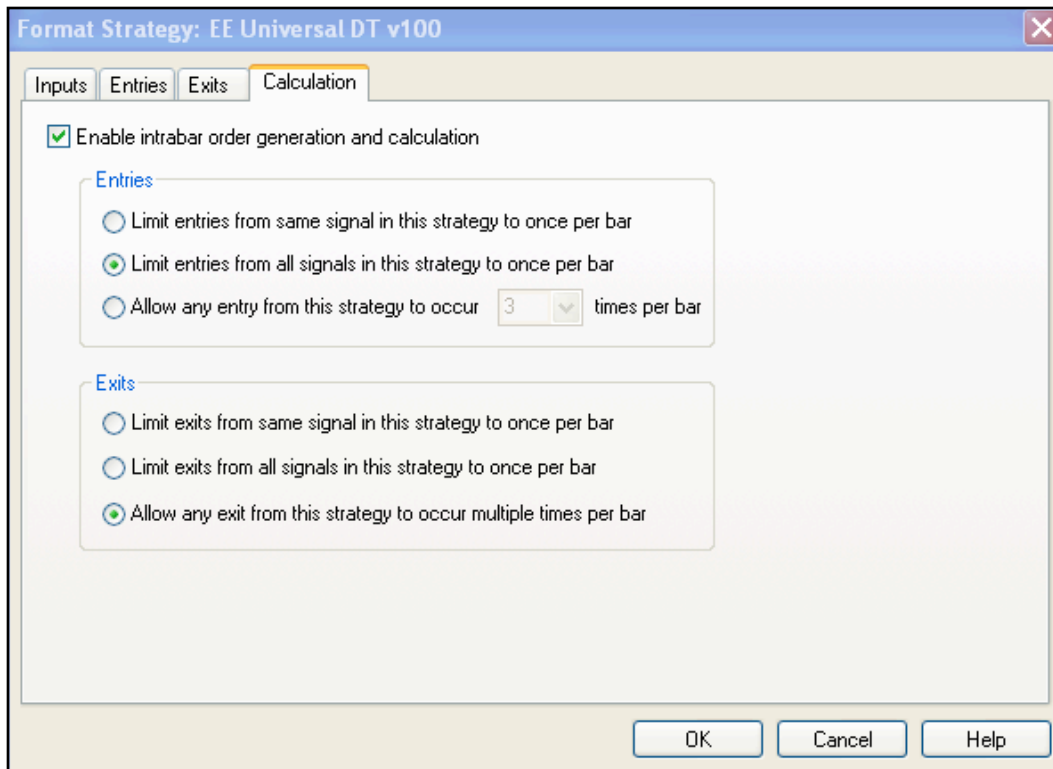 Format Strategy: EE Universal DT v100
Inputs Entries Exits Calculation
Enable intrabar order generation and calculation
Entries
Limit entries from same signal in this strategy to once per bar
Limit entries from all signals in this strategy to once per bar
Allow any entry from this strategy to occur 3 times per bar
Exits
Limit exits from same signal in this strategy to once per bar
Limit exits from all signals in this strategy to once per bar
Allow any exit from this strategy to occur multiple times per bar
OK Cancel Help